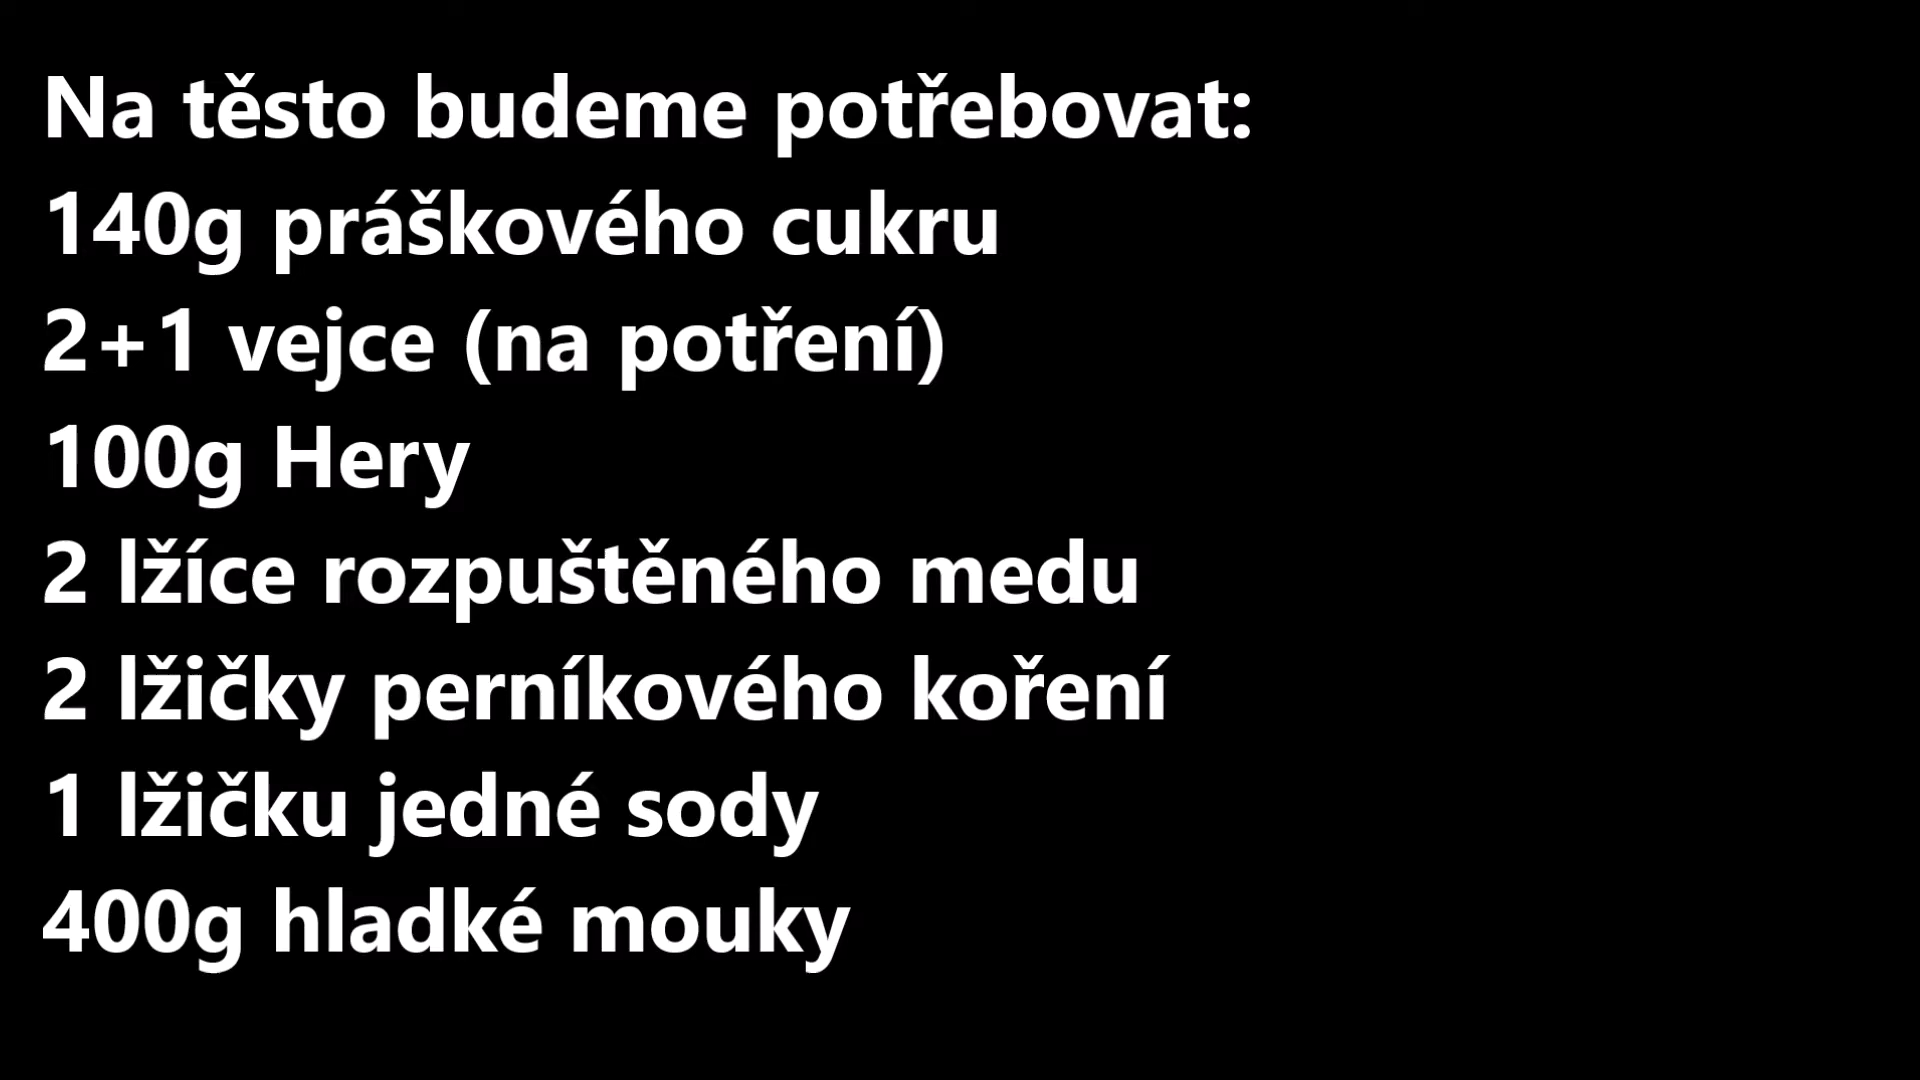 Na těsto budeme potřebovat:
140g práškového cukru
2+1 vejce (na potření)
100g Hery
2 lžíce rozpuštěného medu
2 lžičky perníkového koření
1 lžičku jedné sody
400g hladké mouky